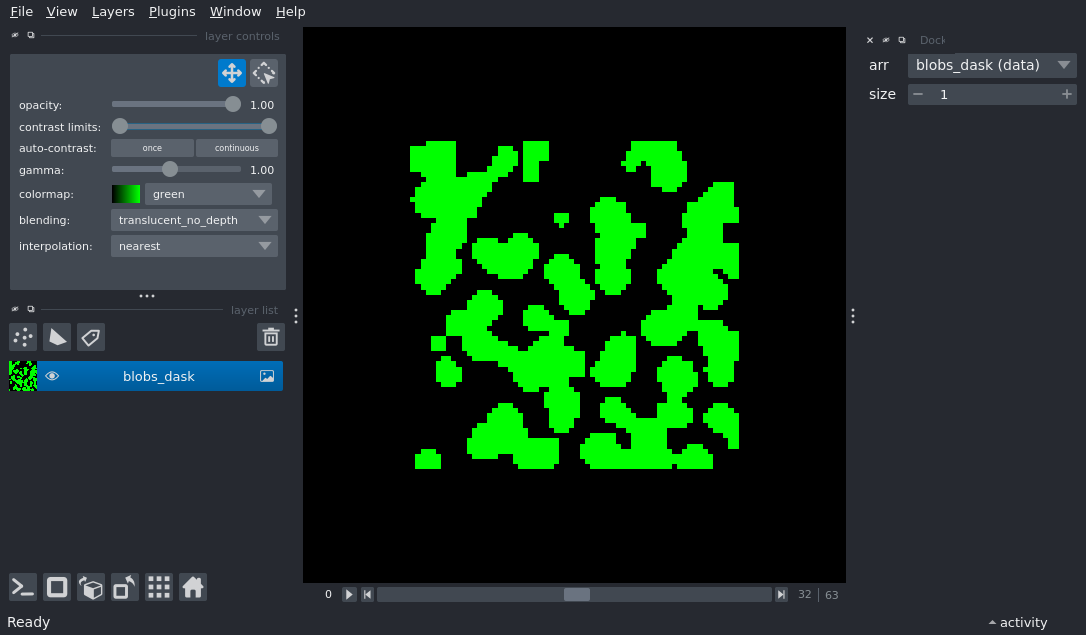 File View Layers Plugins Window Help
layer controls
opacity: 1.00
contrast limits:
auto-contrast: once continuous
gamma: 1.00
colormap: green
blending: translucent_no_depth
interpolation: nearest
layer list
blobs_dask
0 32 63
Ready
Dock
arr blobs_dask (data)
size 1
activity